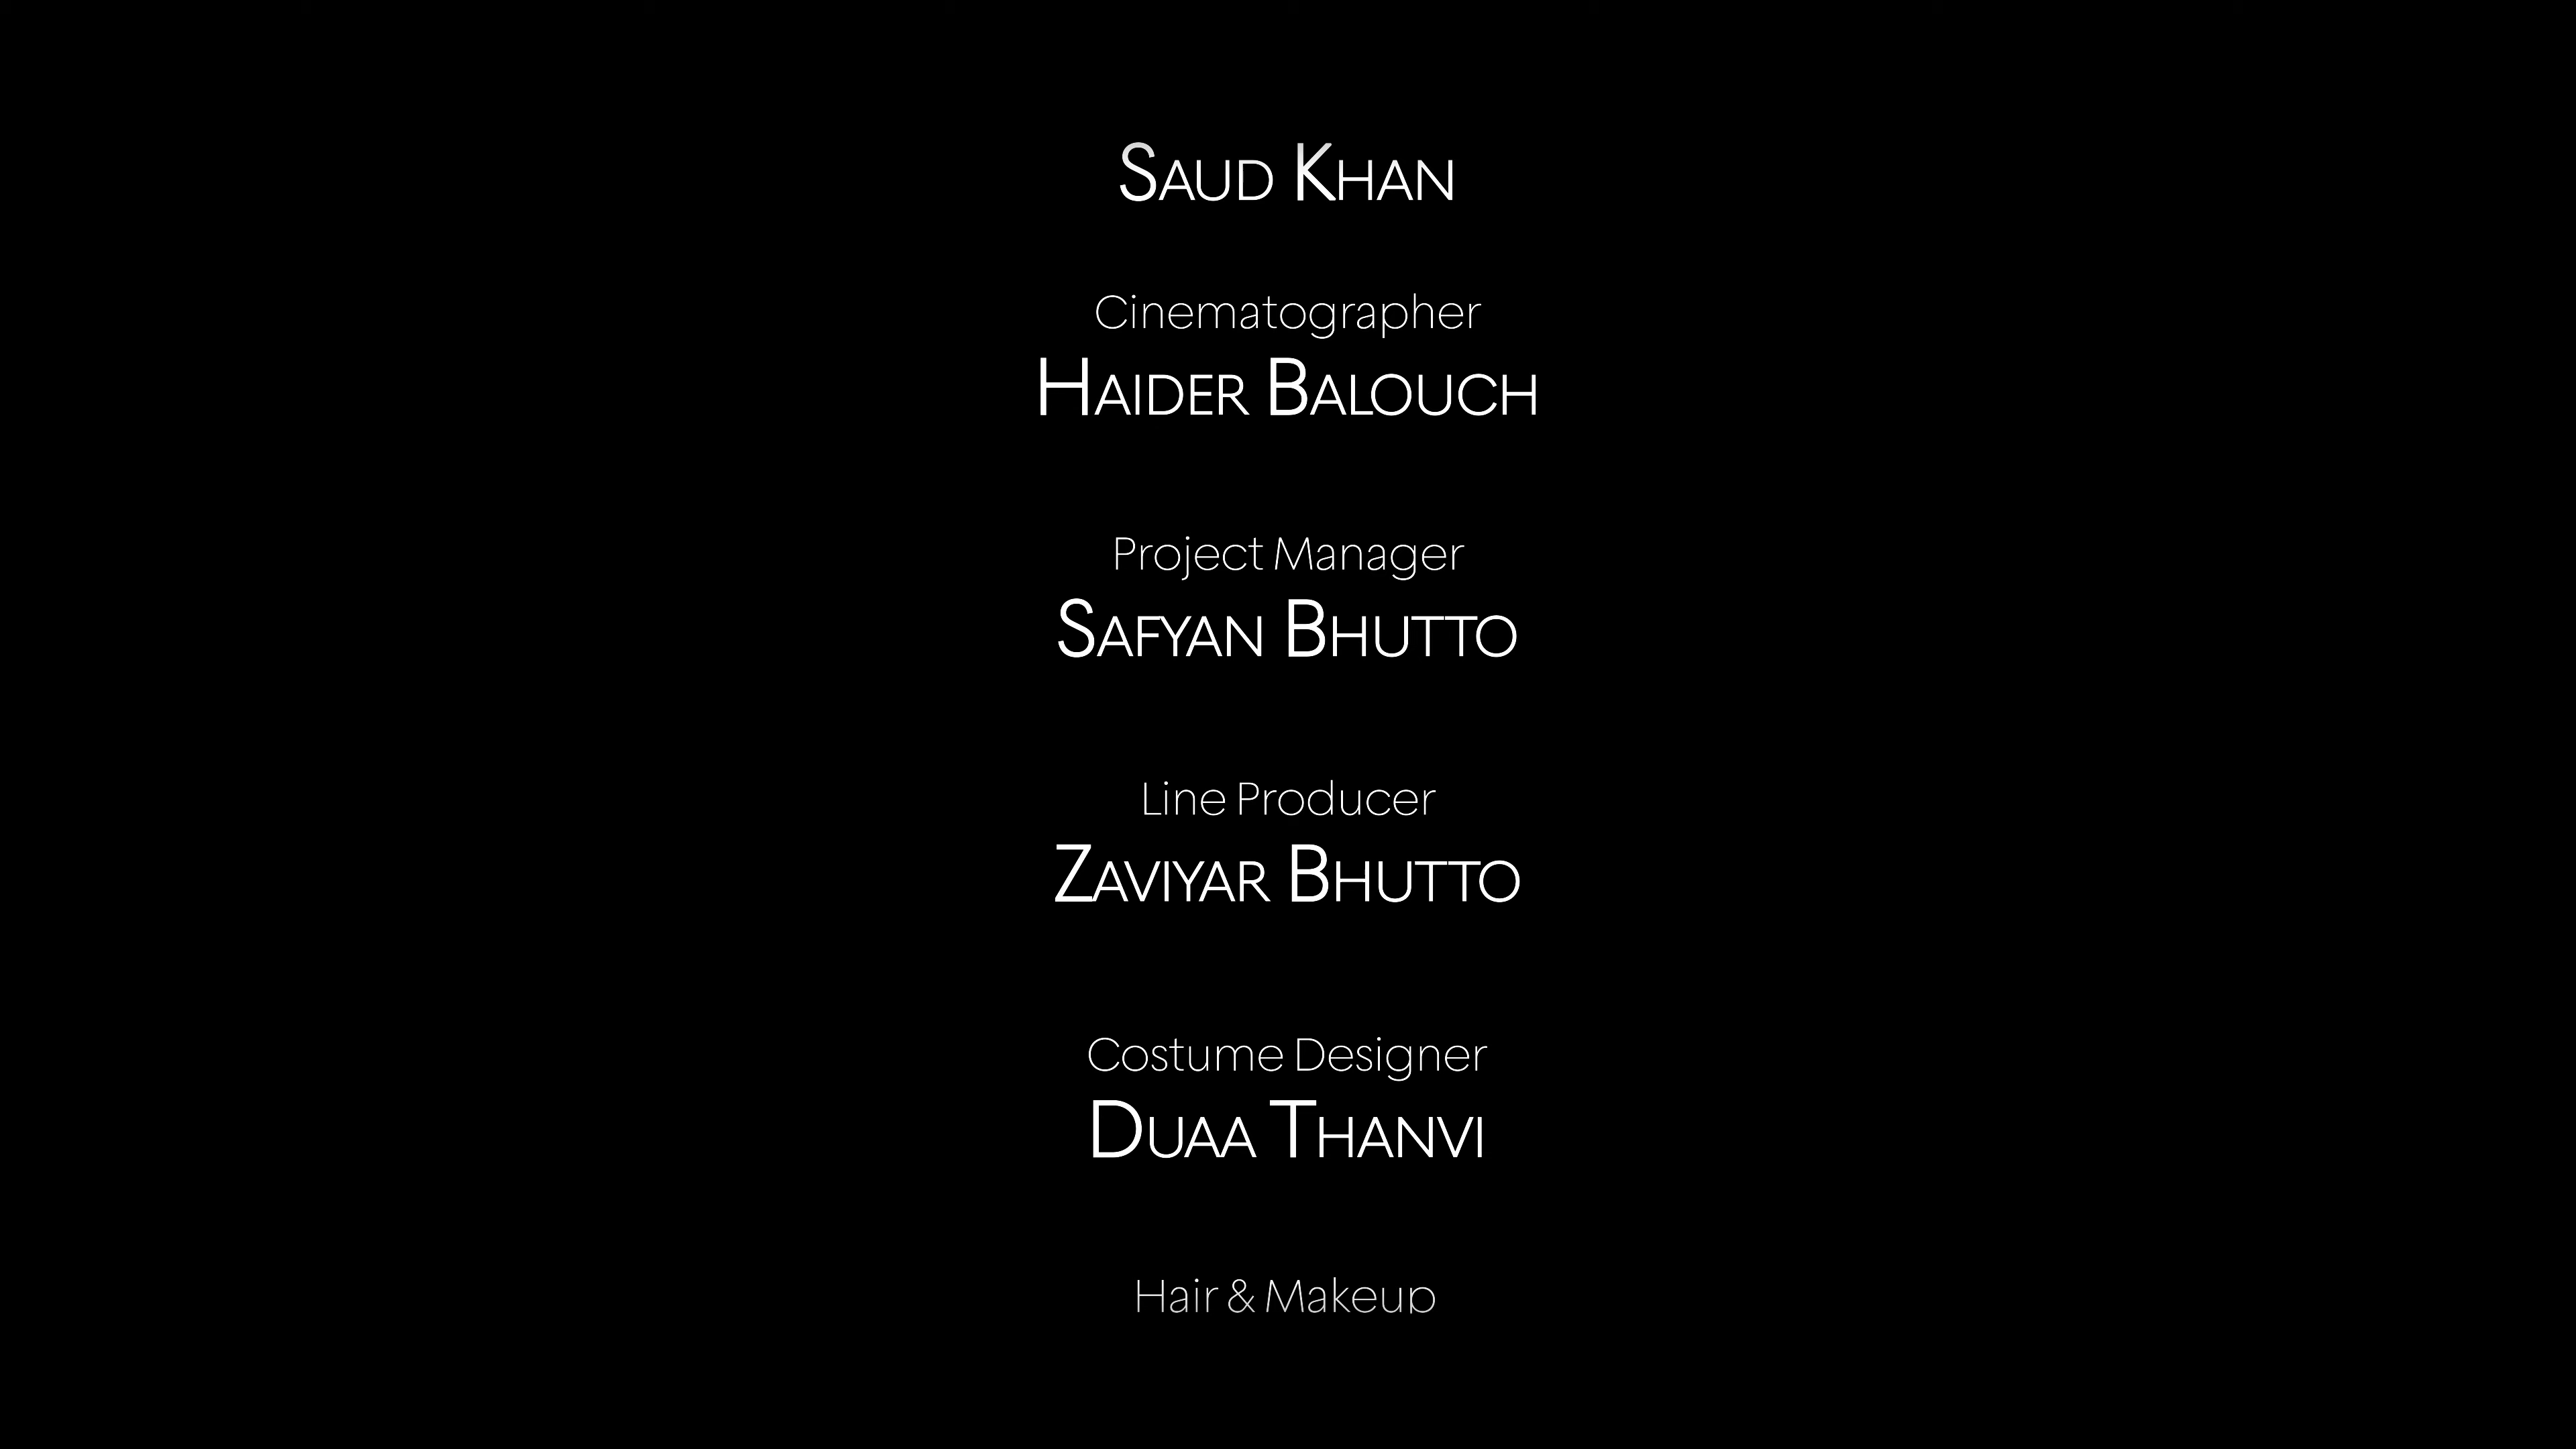 Saud Khan
Cinematographer
Haider Balouch
Project Manager
Safyan Bhutto
Line Producer
Zaviyar Bhutto
Costume Designer
Duaa Thanvi
Hair & Makeup